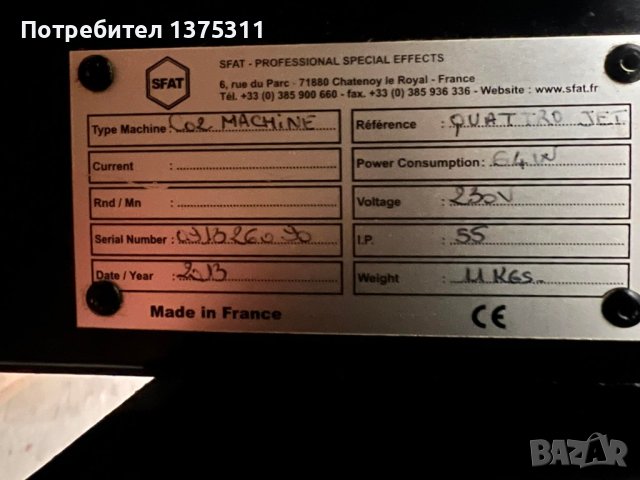 Потребител 1375311
SFAT
SFAT - PROFESSIONAL SPECIAL EFFECTS
6, rue du Parc - 71880 Chatenoy le Royal - France
Tél. +33 (0) 385 900 660 - fax. +33 (0) 385 936 336 - Website : www.sfat.fr
Type Machine : CO2 MACHINE
Référence : QUATTRO JET
Current :
Power Consumption : 64W
Rnd / Mn :
Voltage : 230V
Serial Number : 0913260.90
I.P. : 55
Date / Year : 2013
Weight : 11 KGS
Made in France
CE
BAZAR